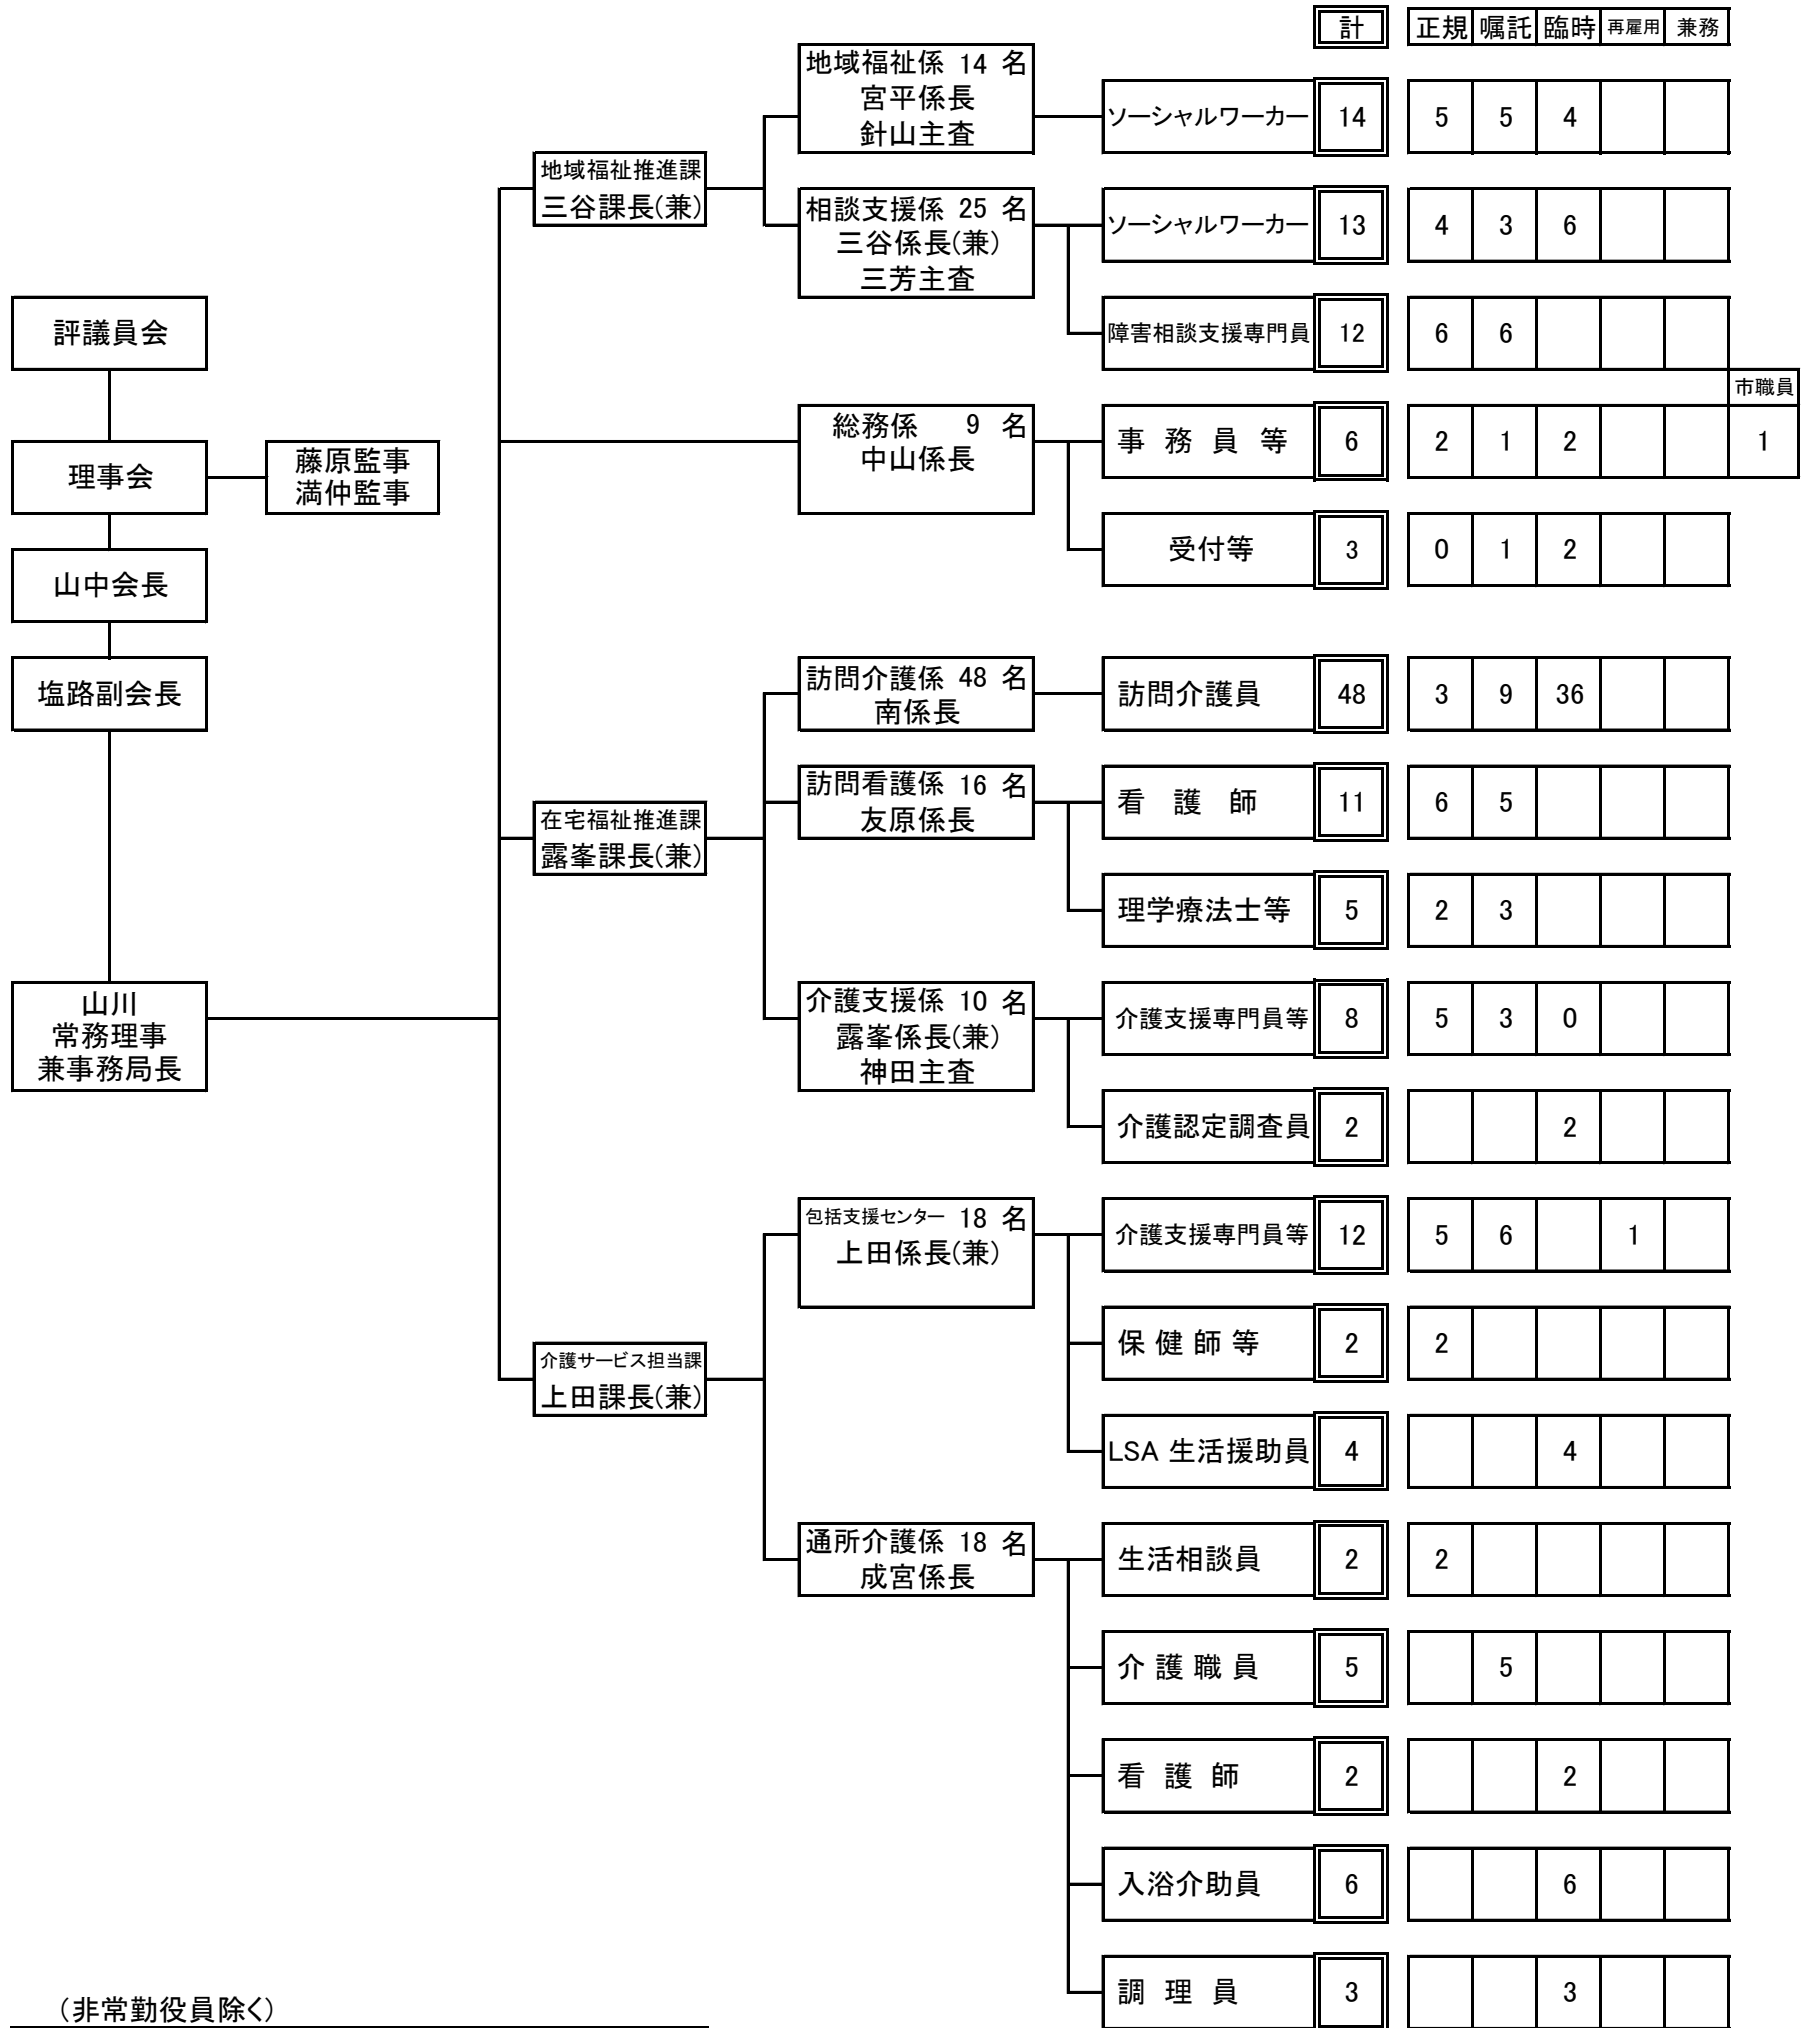 計 正規 嘱託 臨時 再雇用 兼務
地域福祉係 14 名
宮平係長
針山主査
ソーシャルワーカー 14 5 5 4
地域福祉推進課
三谷課長(兼)
相談支援係 25 名
三谷係長(兼)
三芳主査
ソーシャルワーカー 13 4 3 6
障害相談支援専門員 12 6 6
評議員会
市職員
総務係 9 名
中山係長
事務員等 6 2 1 2 1
理事会
藤原監事
満仲監事
受付等 3 0 1 2
山中会長
塩路副会長
訪問介護係 48 名
南係長
訪問介護員 48 3 9 36
訪問看護係 16 名
友原係長
看護師 11 6 5
在宅福祉推進課
露峯課長(兼)
理学療法士等 5 2 3
山川
常務理事
兼事務局長
介護支援係 10 名
露峯係長(兼)
神田主査
介護支援専門員等 8 5 3 0
介護認定調査員 2 2
包括支援センター 18 名
上田係長(兼)
介護支援専門員等 12 5 6 1
保健師等 2 2
介護サービス担当課
上田課長(兼)
LSA 生活援助員 4 4
通所介護係 18 名
成宮係長
生活相談員 2 2
介護職員 5 5
看護師 2 2
入浴介助員 6 6
調理員 3 3
（非常勤役員除く）